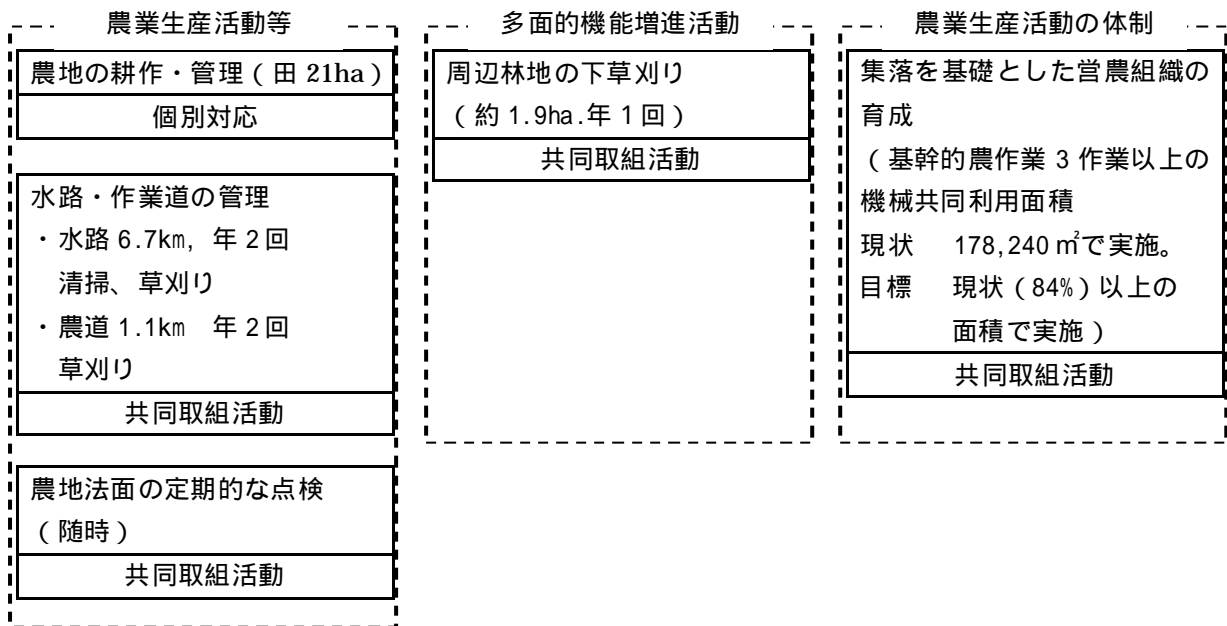 農業生産活動等
農地の耕作・管理(田21ha)
個別対応
水路・作業道の管理
・水路6.7km, 年2回
清掃、草刈り
・農道1.1km 年2回
草刈り
共同取組活動
農地法面の定期的な点検
(随時)
共同取組活動
多面的機能増進活動
周辺林地の下草刈り
(約1.9ha.年1回)
共同取組活動
農業生産活動の体制
集落を基礎とした営農組織の
育成
(基幹的農作業3作業以上の
機械共同利用面積
現状 178,240㎡で実施。
目標 現状(84%)以上の
面積で実施)
共同取組活動